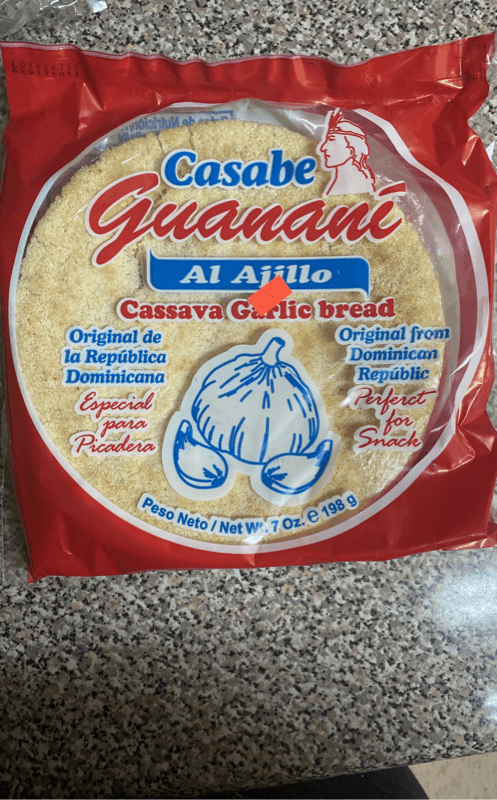 Casabe
Guananí
Al Ajillo
Cassava Garlic bread
Original de
la República
Dominicana
Especial
para
Picadera
Original from
Dominican
Republic
Perferct
for
Snack
Peso Neto / Net Wt. 7 Oz. e 198 g